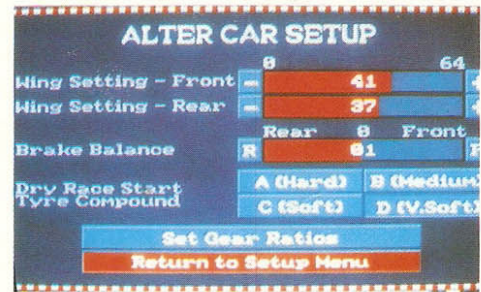 ALTER CAR SETUP
0 64
Wing Setting - Front - 41 +
Wing Setting - Rear - 37 +
Rear 0 Front
Brake Balance R 01 F
Dry Race Start A (Hard) B (Medium)
Tyre Compound C (Soft) D (V.Soft)
Set Gear Ratios
Return to Setup Menu